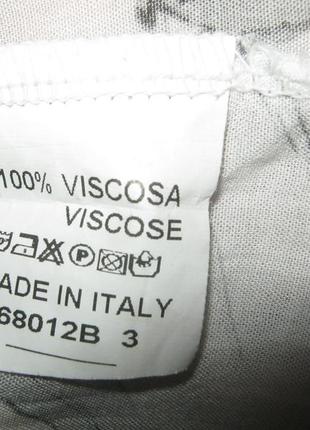 100% VISCOSA
VISCOSE
P
ADE IN ITALY
68012B 3